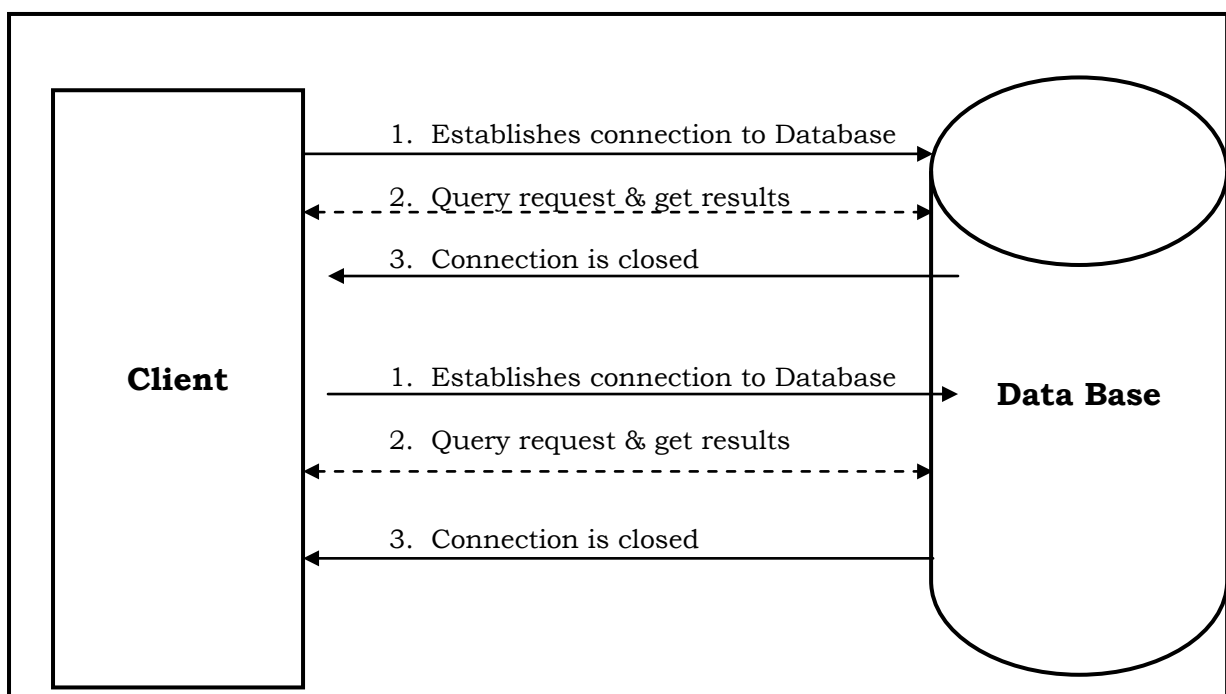 1. Establishes connection to Database
2. Query request & get results
3. Connection is closed
Client
1. Establishes connection to Database
Data Base
2. Query request & get results
3. Connection is closed